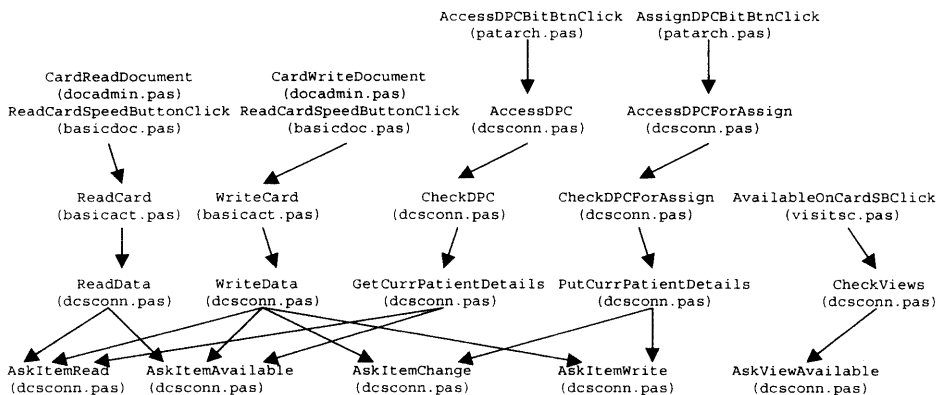 AccessDPCBitBtnClick
(patarch.pas)
AssignDPCBitBtnClick
(patarch.pas)
CardReadDocument
(docadmin.pas)
ReadCardSpeedButtonClick
(basicdoc.pas)
CardWriteDocument
(docadmin.pas)
ReadCardSpeedButtonClick
(basicdoc.pas)
AccessDPC
(dcsconn.pas)
AccessDPCForAssign
(dcsconn.pas)
ReadCard
(basicact.pas)
WriteCard
(basicact.pas)
CheckDPC
(dcsconn.pas)
CheckDPCForAssign
(dcsconn.pas)
AvailableOnCardSBClick
(visitsc.pas)
ReadData
(dcsconn.pas)
WriteData
(dcsconn.pas)
GetCurrPatientDetails
(dcsconn.pas)
PutCurrPatientDetails
(dcsconn.pas)
CheckViews
(dcsconn.pas)
AskItemRead
(dcsconn.pas)
AskItemAvailable
(dcsconn.pas)
AskItemChange
(dcsconn.pas)
AskItemWrite
(dcsconn.pas)
AskViewAvailable
(dcsconn.pas)